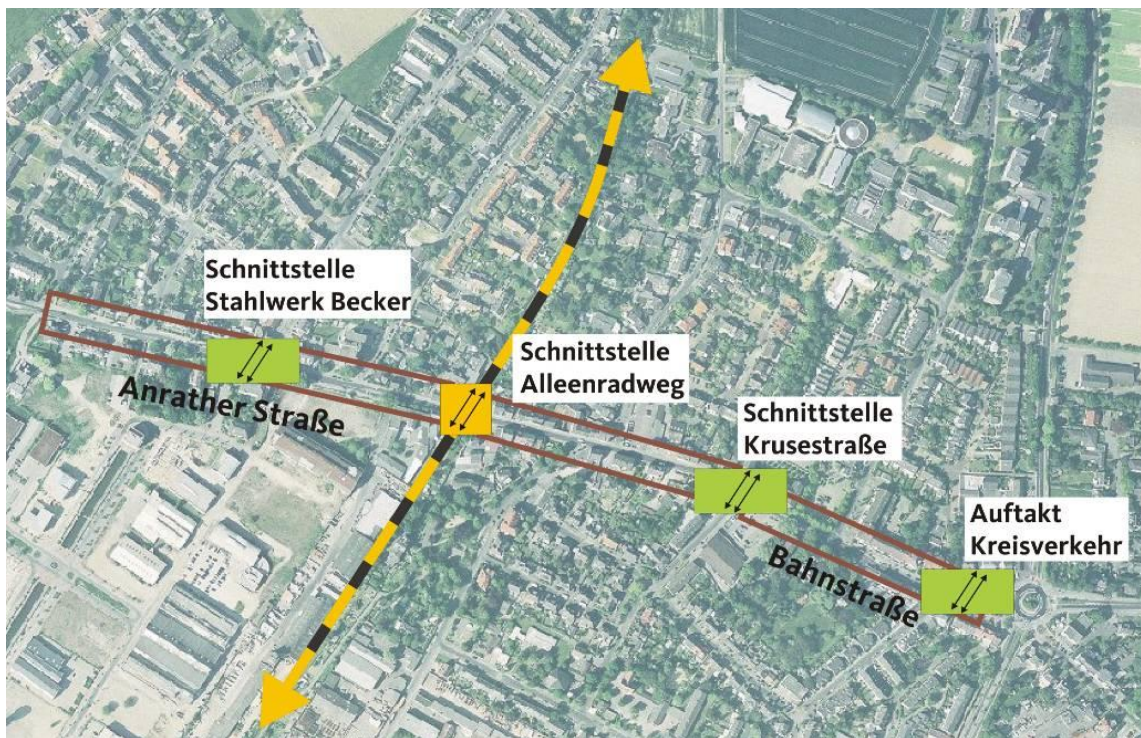 Schnittstelle
Stahlwerk Becker
Anrather Straße
Schnittstelle
Alleenradweg
Schnittstelle
Krusestraße
Bahnstraße
Auftakt
Kreisverkehr